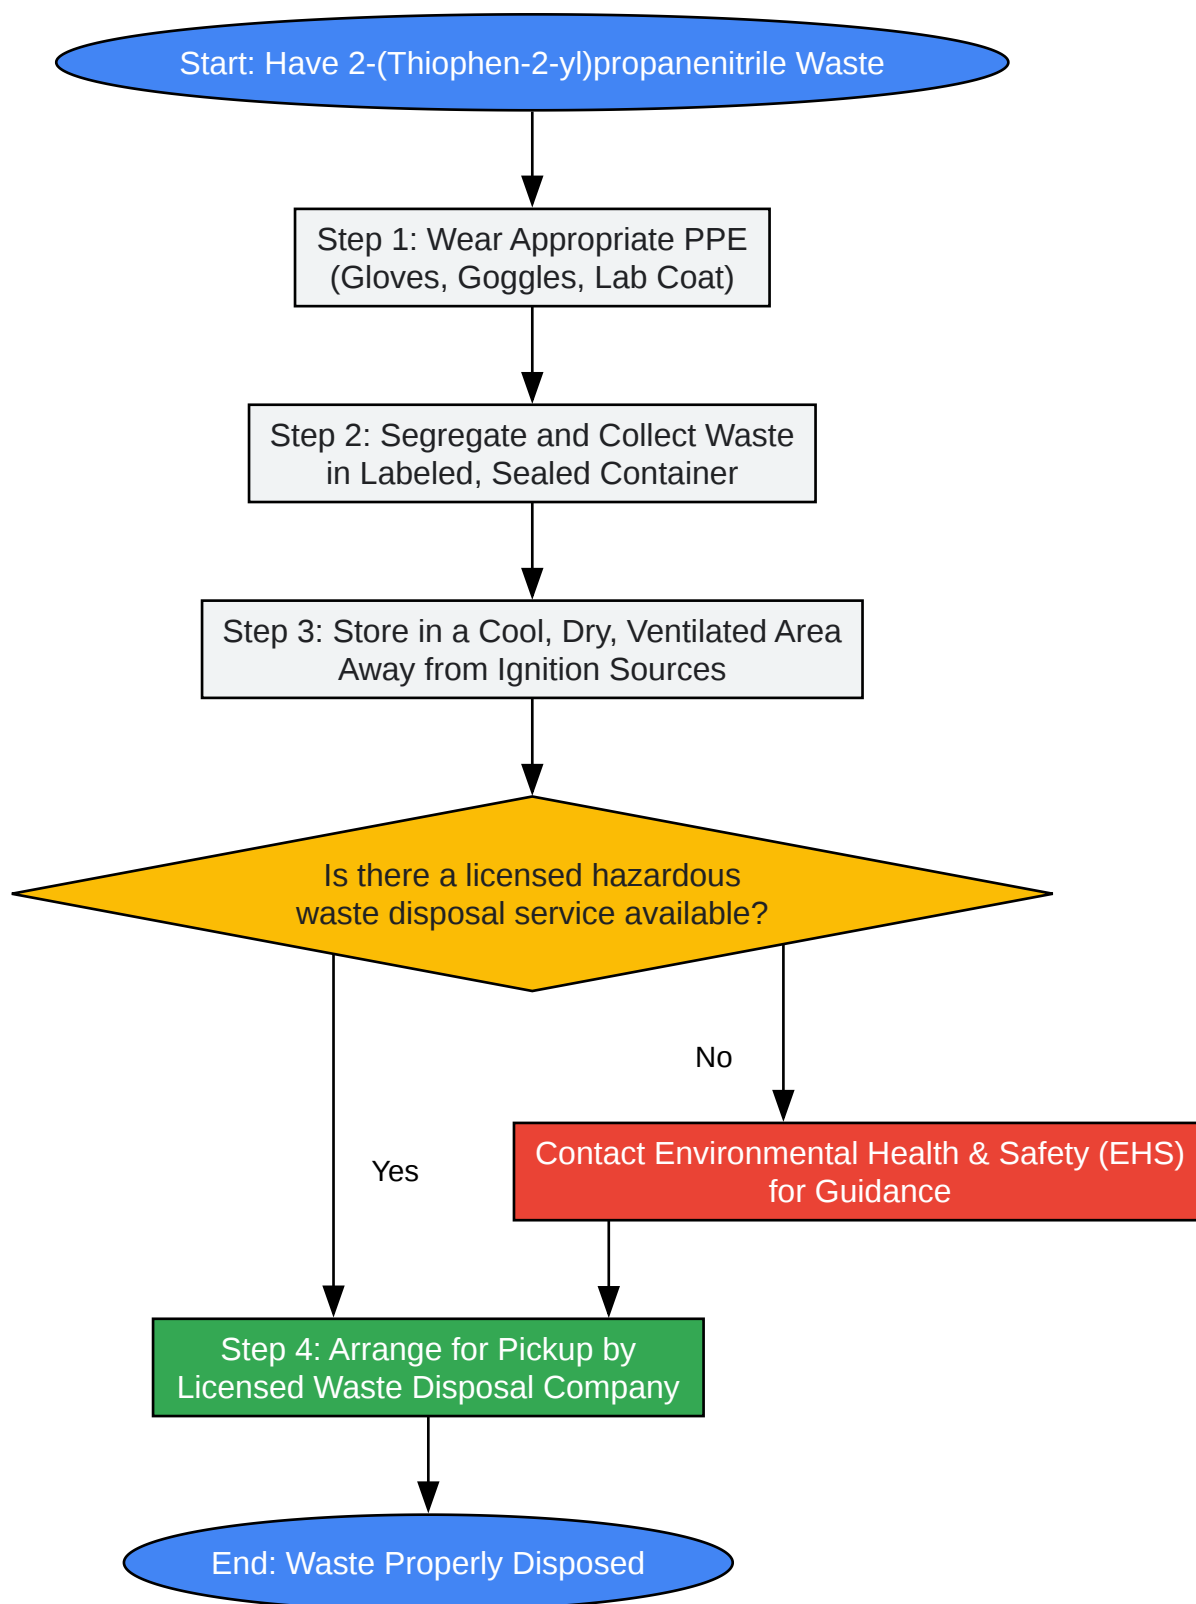 Start: Have 2-(Thiophen-2-yl)propanenitrile Waste
Step 1: Wear Appropriate PPE
(Gloves, Goggles, Lab Coat)
Step 2: Segregate and Collect Waste
in Labeled, Sealed Container
Step 3: Store in a Cool, Dry, Ventilated Area
Away from Ignition Sources
Is there a licensed hazardous
waste disposal service available?
No
Contact Environmental Health & Safety (EHS)
for Guidance
Yes
Step 4: Arrange for Pickup by
Licensed Waste Disposal Company
End: Waste Properly Disposed